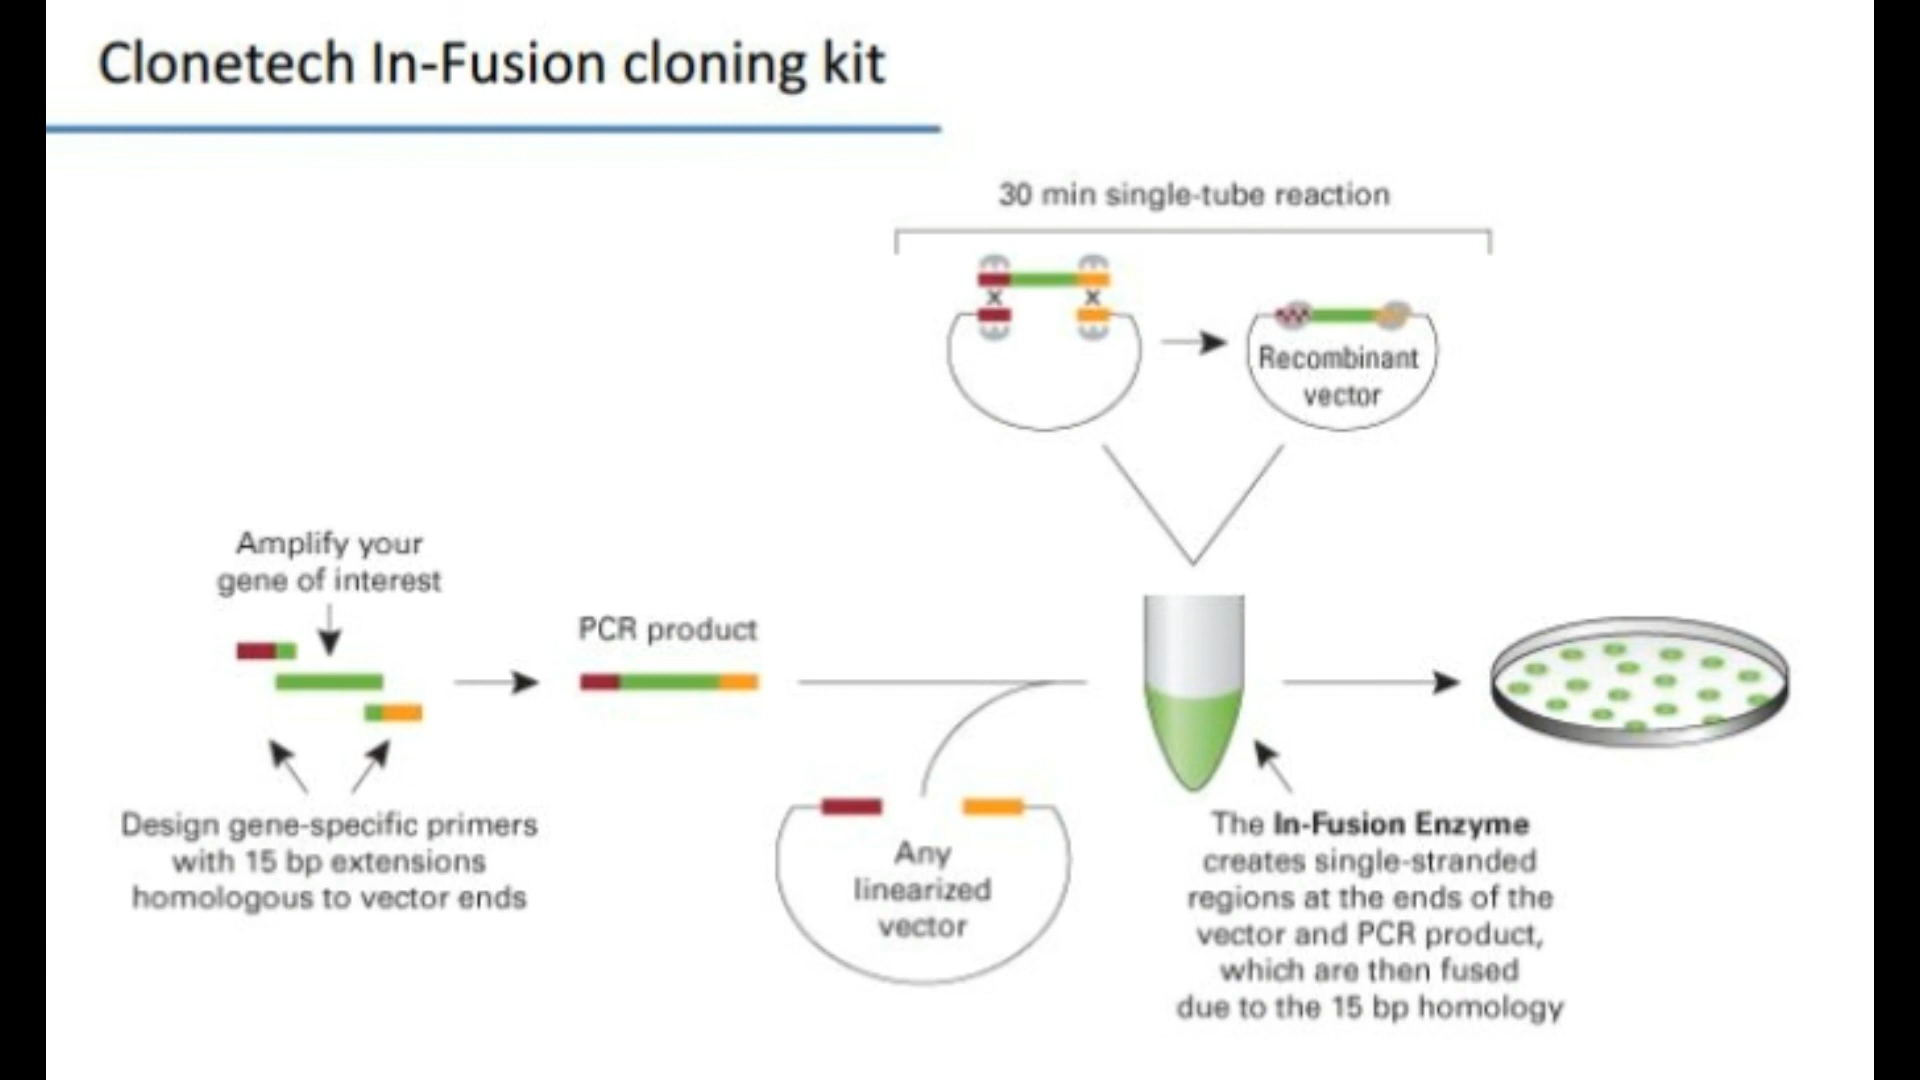 Clonetech In-Fusion cloning kit
30 min single-tube reaction
x
x
Recombinant
vector
Amplify your
gene of interest
PCR product
Design gene-specific primers
with 15 bp extensions
homologous to vector ends
Any
linearized
vector
The In-Fusion Enzyme
creates single-stranded
regions at the ends of the
vector and PCR product,
which are then fused
due to the 15 bp homology